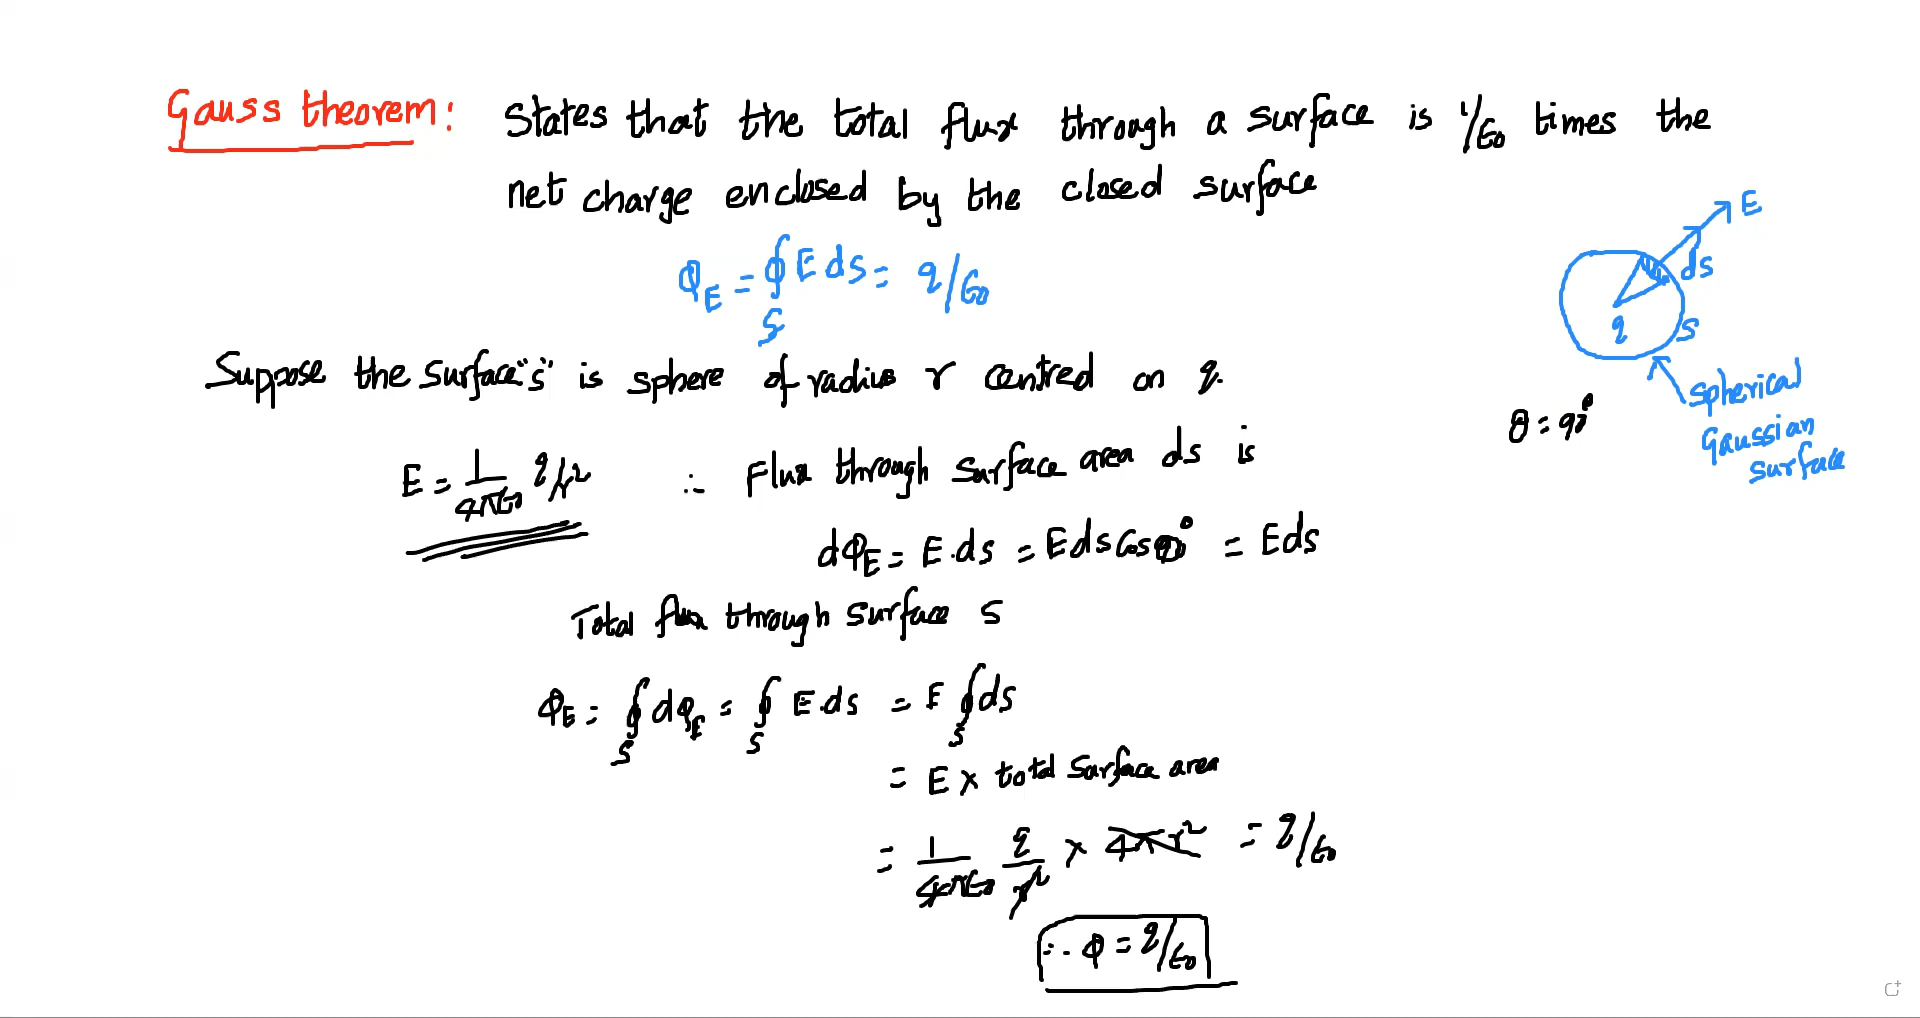 Gauss theorem: States that the total flux through a surface is 1/ε₀ times the
net charge enclosed by the closed surface
Φ_E = ∮_S E ds = q/ε₀
E
ds
q
S
Spherical
Gaussian
surface
θ = 90°
Suppose the surface "s" is sphere of radius r centred on q.
E = 1/4πε₀ q/r² ∴ Flux through surface area ds is
dΦ_E = E.ds = E ds Cos 90° = Eds
Total flux through surface S
Φ_E = ∮_S dΦ_E = ∮_S E.ds = E ∮_S ds
= E × total surface area
= 1/4πε₀ q/r² × 4πr² = q/ε₀
∴ Φ = q/ε₀